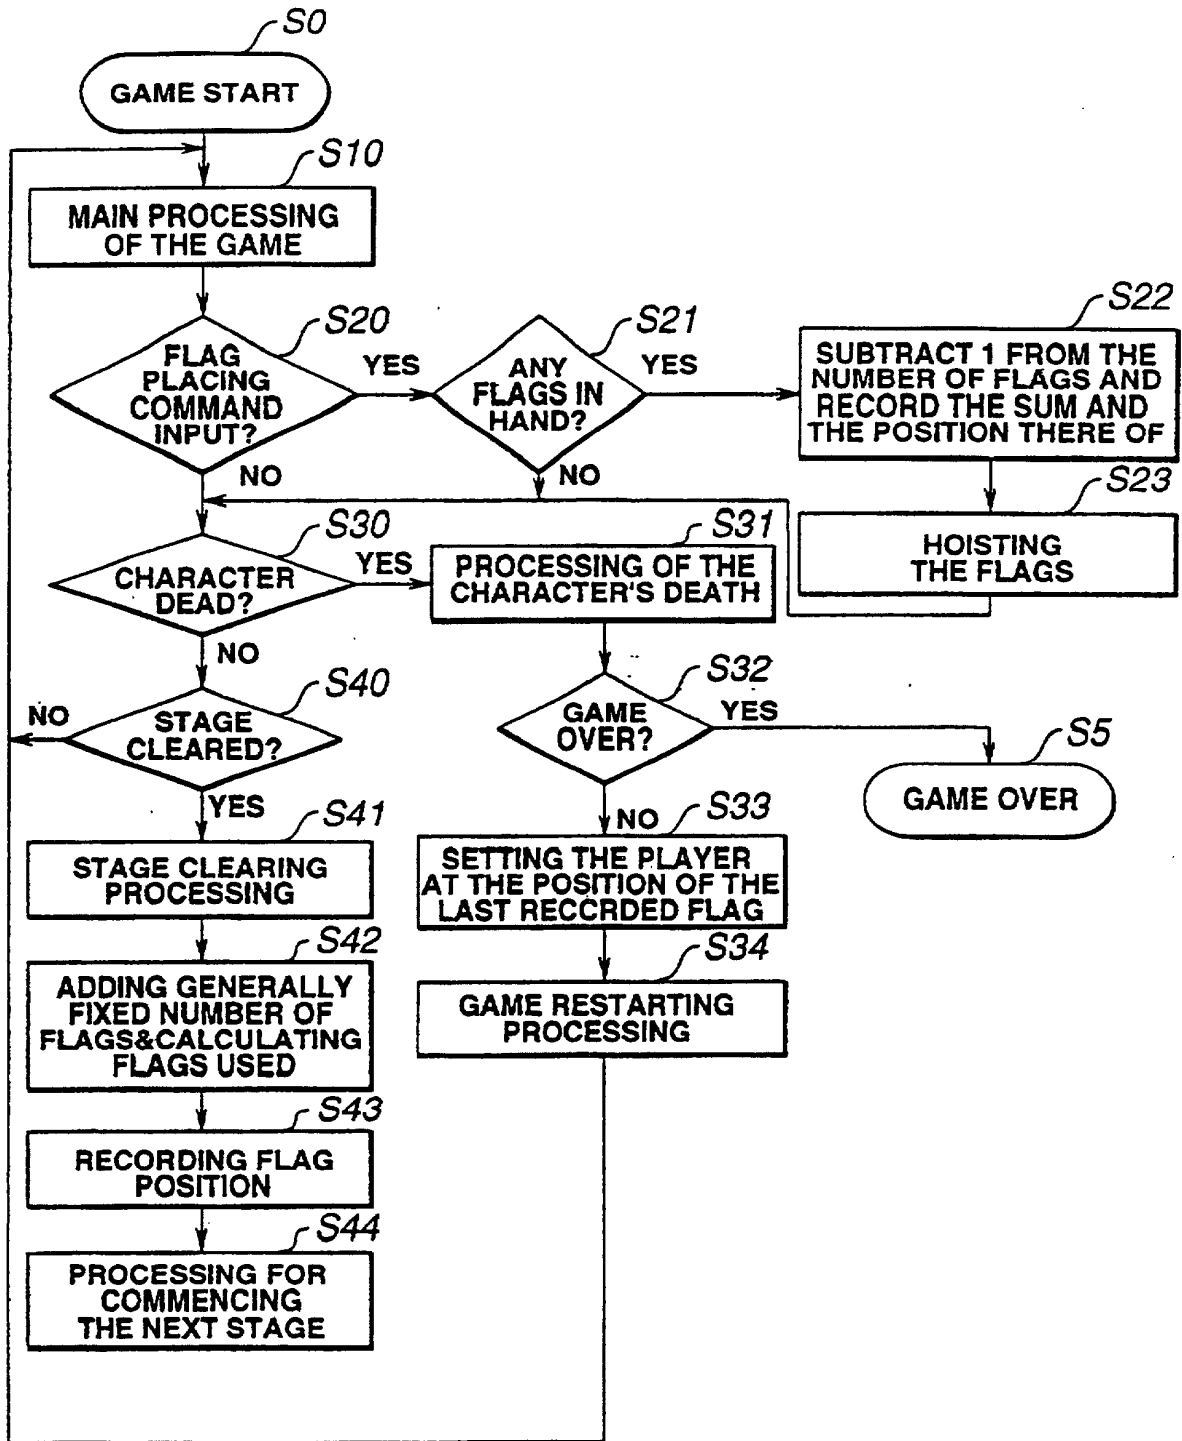 S0
GAME START
S10
MAIN PROCESSING
OF THE GAME
S20
FLAG
PLACING
COMMAND
INPUT?
YES
NO
S21
ANY
FLAGS IN
HAND?
YES
NO
S22
SUBTRACT 1 FROM THE
NUMBER OF FLAGS AND
RECORD THE SUM AND
THE POSITION THERE OF
S23
HOISTING
THE FLAGS
S30
CHARACTER
DEAD?
YES
NO
S31
PROCESSING OF THE
CHARACTER'S DEATH
S32
GAME
OVER?
YES
NO
S5
GAME OVER
S33
SETTING THE PLAYER
AT THE POSITION OF THE
LAST RECCRDED FLAG
S34
GAME RESTARTING
PROCESSING
S40
STAGE
CLEARED?
NO
YES
S41
STAGE CLEARING
PROCESSING
S42
ADDING GENERALLY
FIXED NUMBER OF
FLAGS&CALCULATING
FLAGS USED
S43
RECORDING FLAG
POSITION
S44
PROCESSING FOR
COMMENCING
THE NEXT STAGE